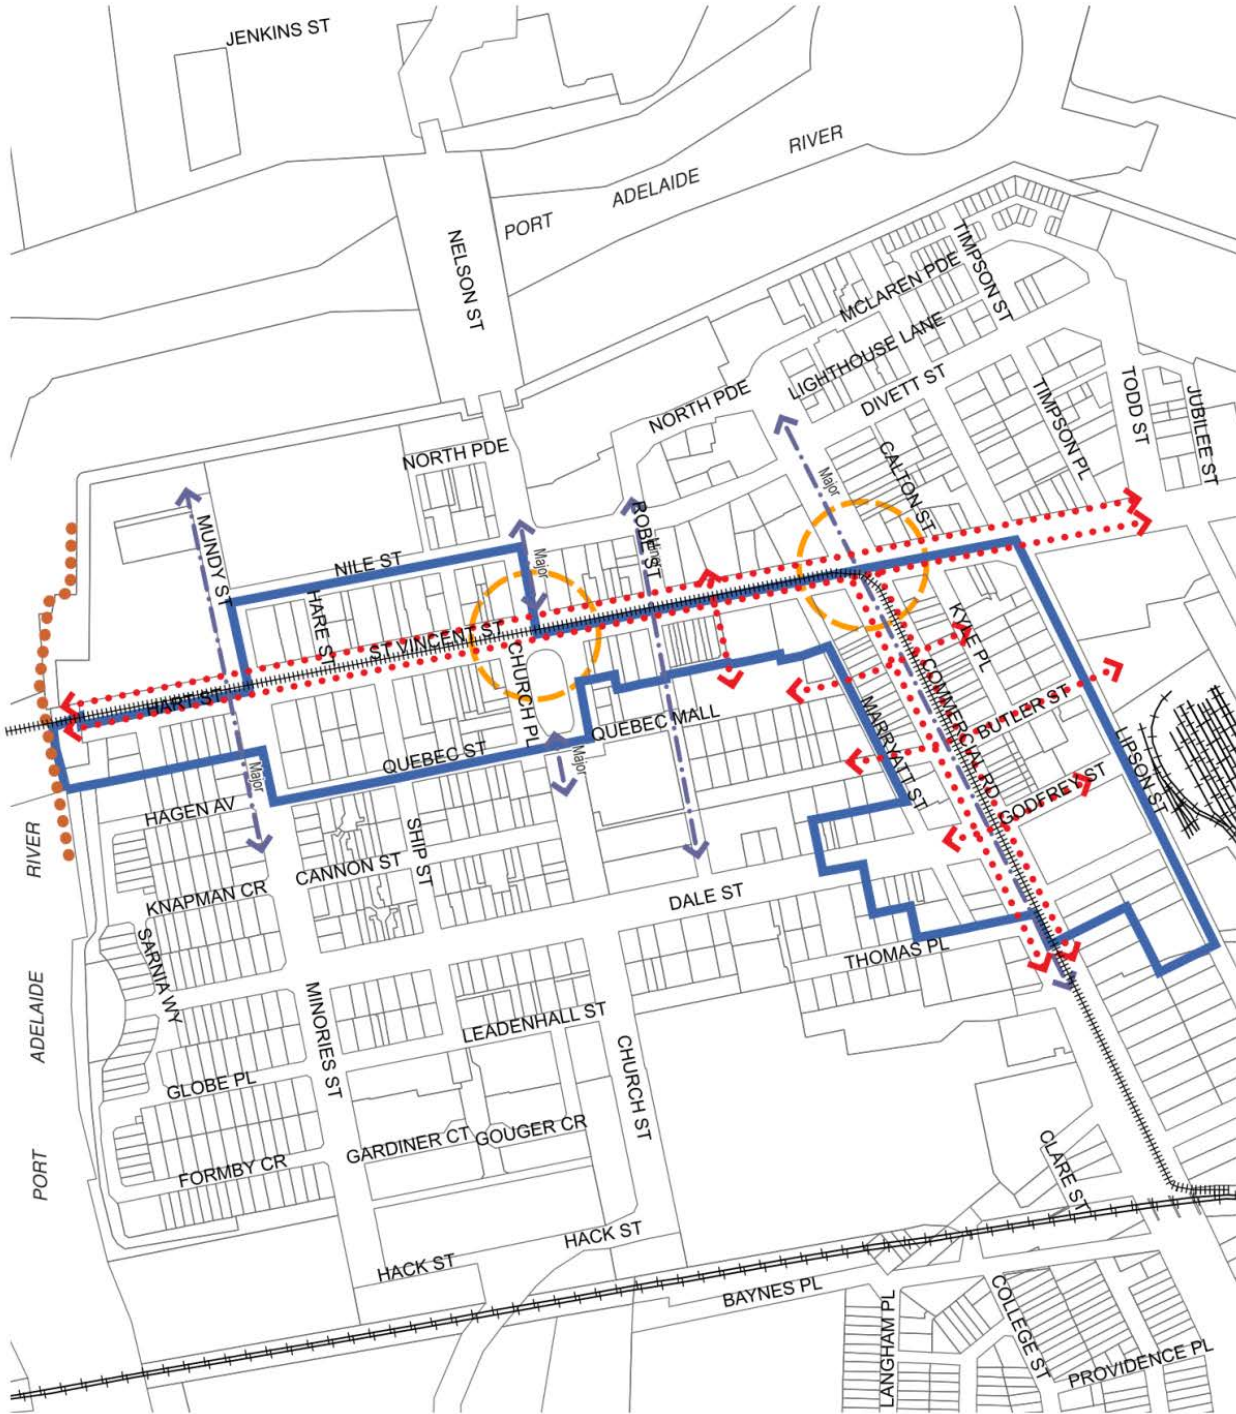 JENKINS ST
RIVER
ADELAIDE
PORT
NELSON ST
TIMPSON ST
MCLAREN PDE
LIGHTHOUSE LANE
DIVETT ST
NORTH PDE
TIMPSON PL
TODD ST
JUBILEE ST
NORTH PDE
CALTON ST
Major
MUNDY ST
ROBE ST
Minor
NILE ST
Major
HARE ST
ST VINCENT ST
CHURCH PL
KYLE PL
HART ST
COMMERCIAL RD
BUTLER ST
MARRYATT ST
QUEBEC MALL
QUEBEC ST
LIPSON ST
Major
Major
GODFREY ST
HAGEN AV
SHIP ST
CANNON ST
KNAPMAN CR
DALE ST
RIVER
ADELAIDE
PORT
SARNIA WY
THOMAS PL
MINORIES ST
LEADENHALL ST
GLOBE PL
CHURCH ST
GARDINER CT
GOUGER CR
FORMBY CR
CLARE ST
HACK ST
HACK ST
BAYNES PL
LANGHAM PL
COLLEGE ST
PROVIDENCE PL